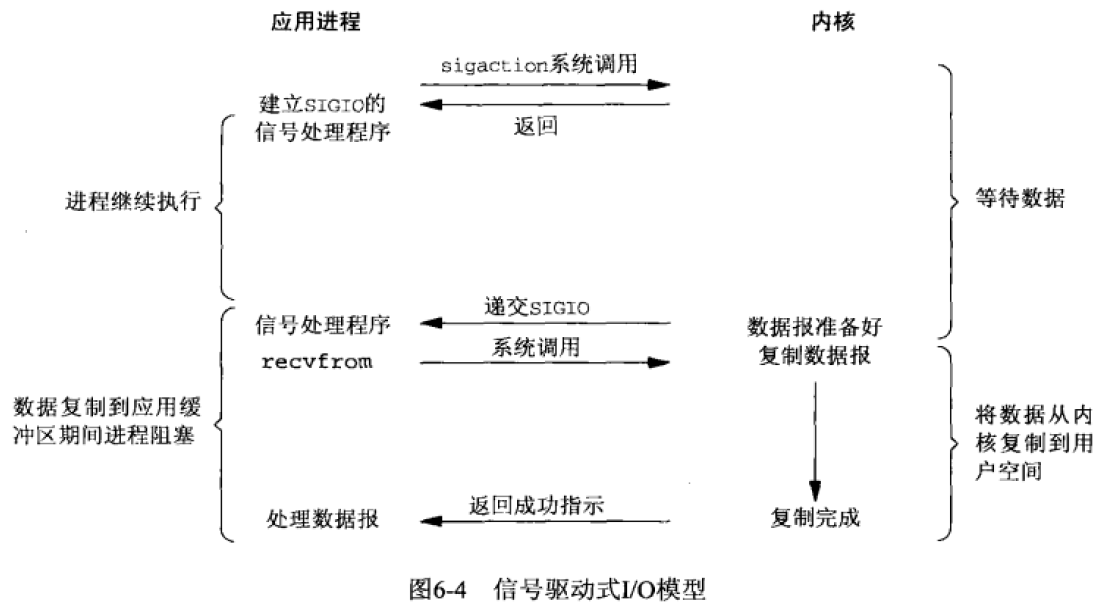 应用进程
内核
sigaction系统调用
建立SIGIO的
信号处理程序
返回
进程继续执行
等待数据
递交SIGIO
信号处理程序
数据报准备好
系统调用
recvfrom
复制数据报
数据复制到应用缓
冲区期间进程阻塞
将数据从内
核复制到用
户空间
返回成功指示
处理数据报
复制完成
图6-4 信号驱动式I/O模型